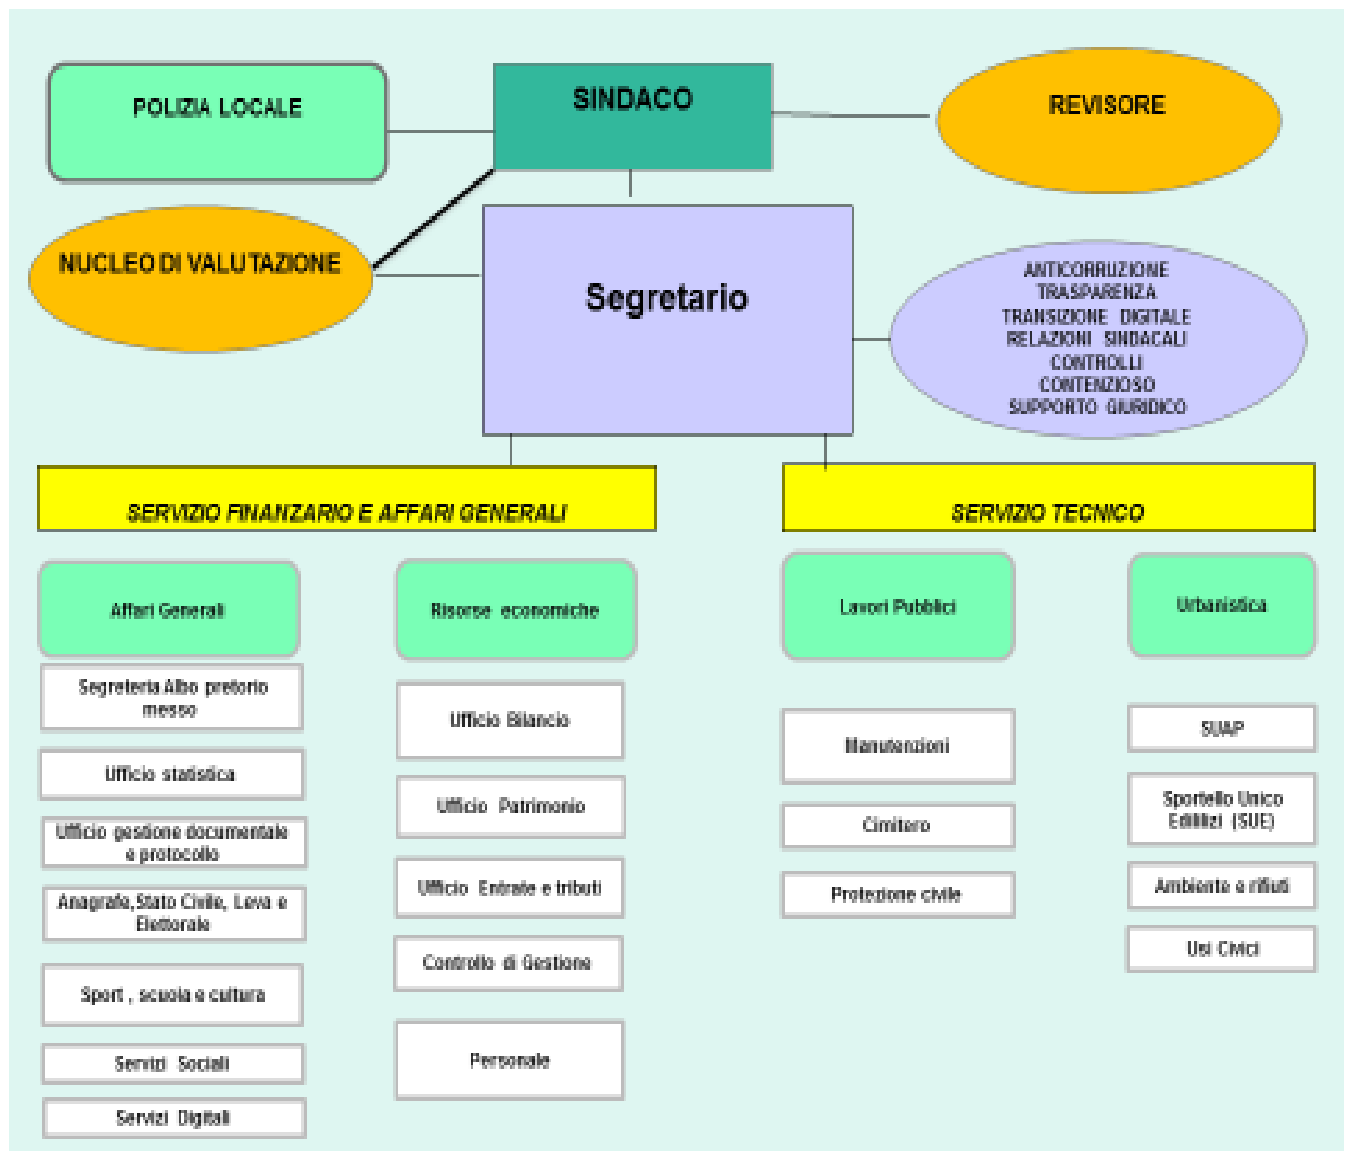 POLIZIA LOCALE
SINDACO
REVISORE
NUCLEO DI VALUTAZIONE
Segretario
ANTICORRUZIONE
TRASPARENZA
TRANSIZIONE DIGITALE
RELAZIONI SINDACALI
CONTROLLI
CONTENZIOSO
SUPPORTO GIURIDICO
SERVIZIO FINANZARIO E AFFARI GENERALI
SERVIZIO TECNICO
Affari Generali
Risorse economiche
Lavori Pubblici
Urbanistica
Segreteria Albo pretorio
messo
Ufficio statistica
Ufficio gestione documentale
e protocollo
Anagrafe,Stato Civile, Leva e
Elettorale
Sport , scuola e cultura
Servizi Sociali
Servizi Digitali
Ufficio Bilancio
Ufficio Patrimonio
Ufficio Entrate e tributi
Controllo di Gestione
Personale
Manutenzioni
Cimitero
Protezione civile
SUAP
Sportello Unico
Edililizi (SUE)
Ambiente e rifiuti
Usi Civici